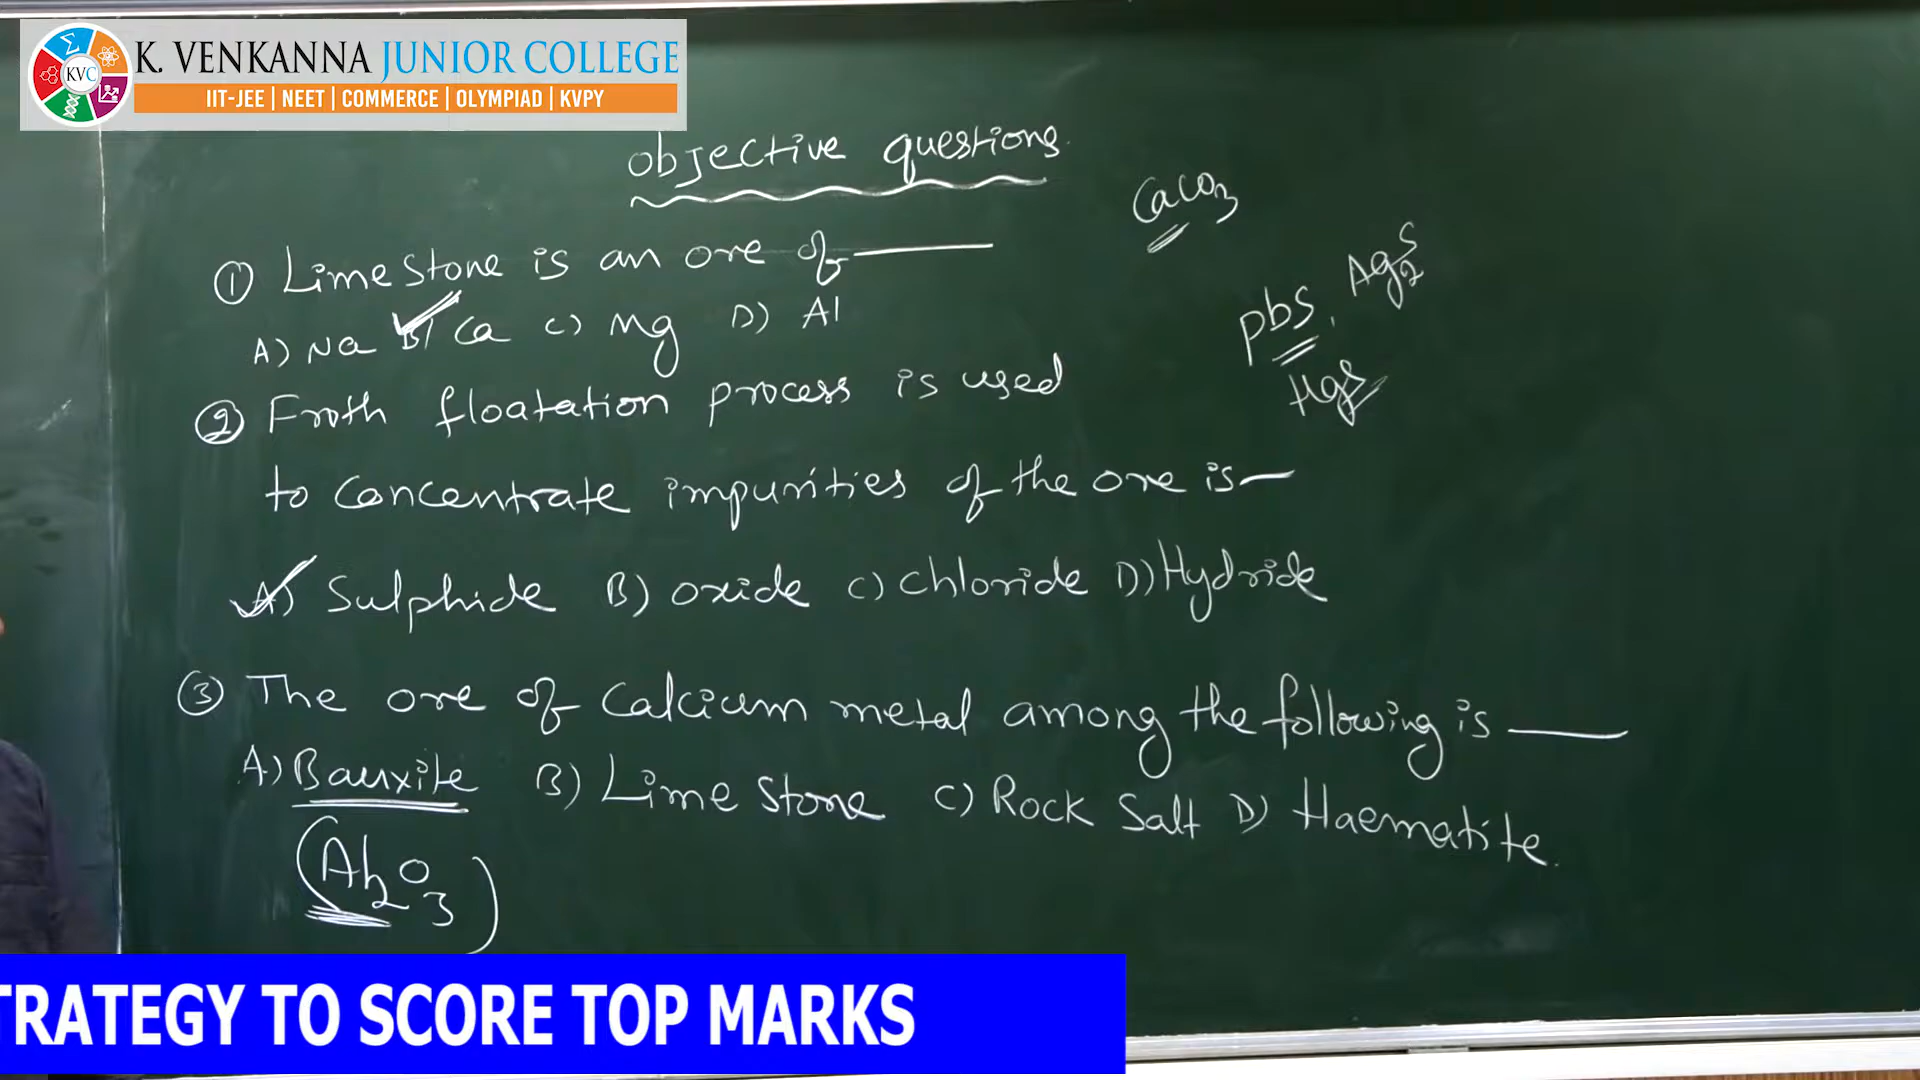 KVC
K. VENKANNA JUNIOR COLLEGE
IIT-JEE | NEET | COMMERCE | OLYMPIAD | KVPY
Objective questions
CaCO3
① Lime Stone is an ore of
A) Na B) Ca C) Mg D) Al
PbS, Ag2S
HgS
② Froth floatation process is used
to concentrate impurities of the ore is —
A) Sulphide B) oxide C) chloride D) Hydride
③ The ore of Calcium metal among the following is
A) Bauxite B) Lime Stone C) Rock Salt D) Haematite.
(Al2O3)
TRATEGY TO SCORE TOP MARKS